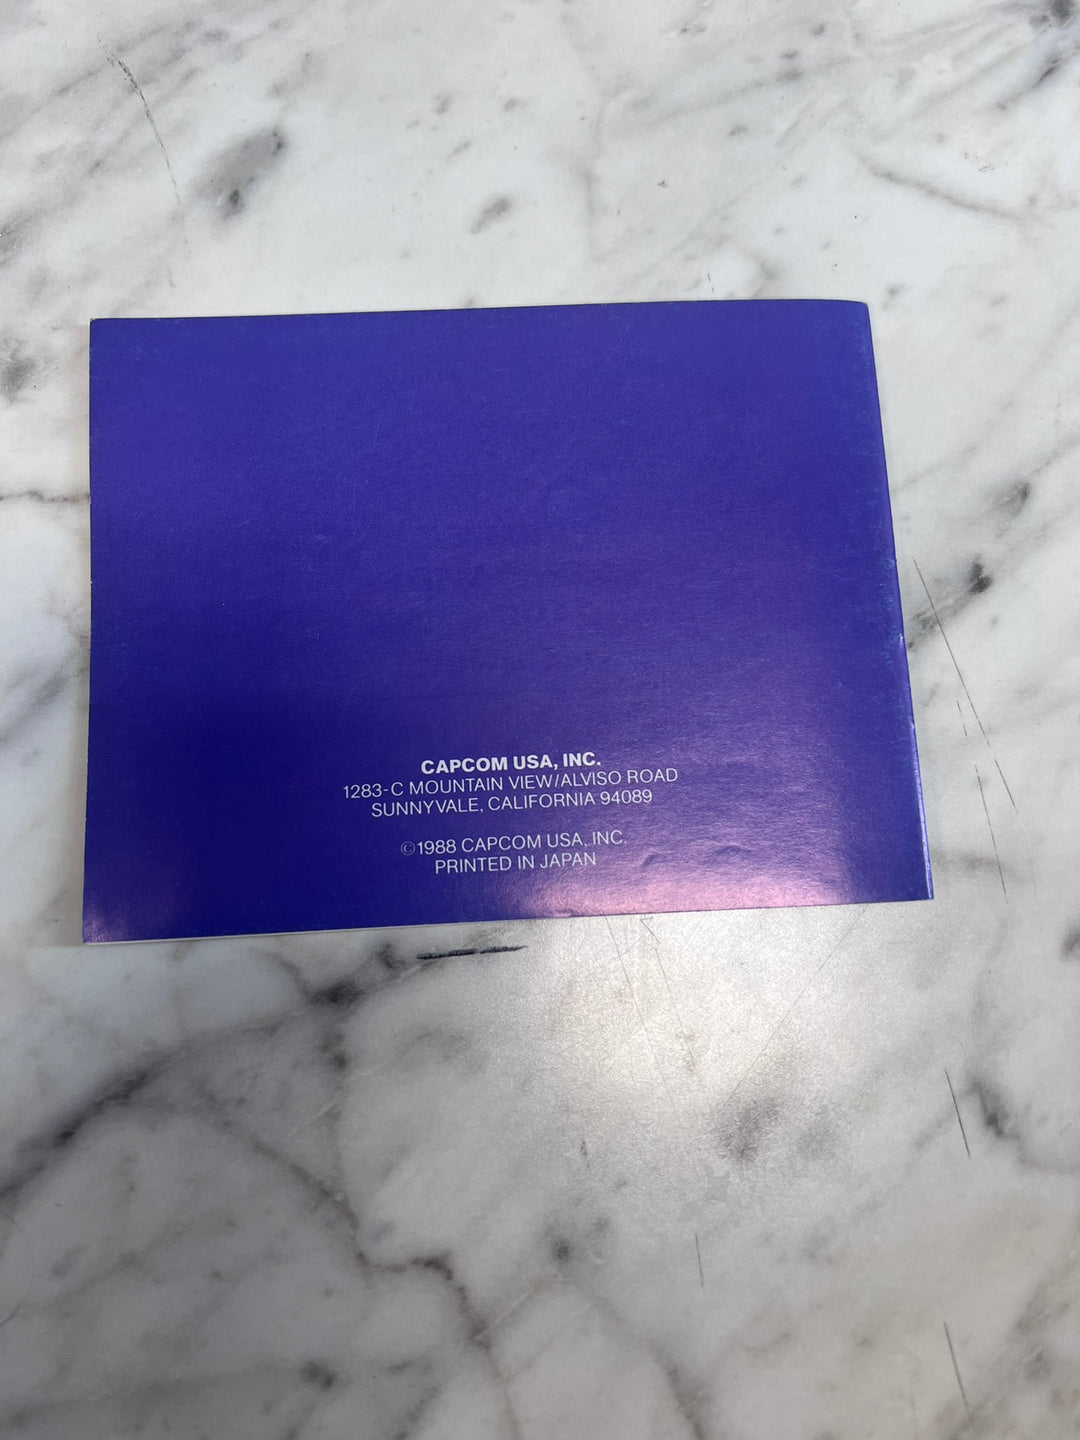 CAPCOM USA, INC.
1283-C MOUNTAIN VIEW/ALVISO ROAD
SUNNYVALE, CALIFORNIA 94089
©1988 CAPCOM USA, INC.
PRINTED IN JAPAN